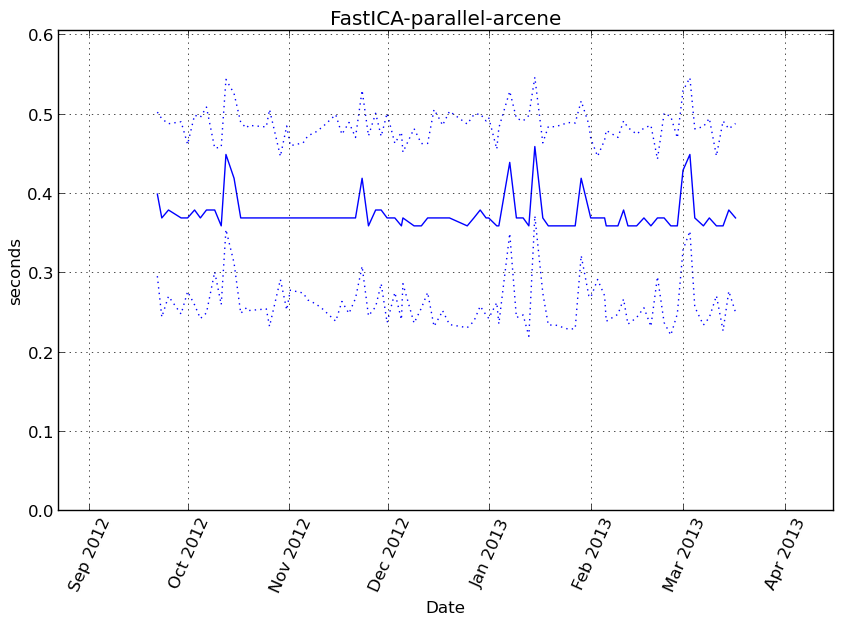 FastICA-parallel-arcene
0.6
0.5
0.4
0.3
0.2
0.1
0.0
seconds
Sep 2012
Oct 2012
Nov 2012
Dec 2012
Jan 2013
Feb 2013
Mar 2013
Apr 2013
Date